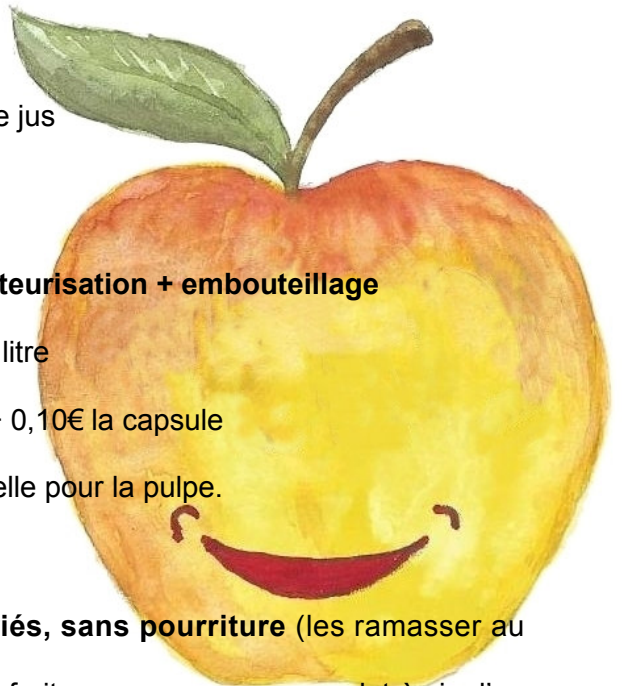 e jus
teurisation + embouteillage
litre
0,10€ la capsule
elle pour la pulpe.
iés, sans pourriture (les ramasser au